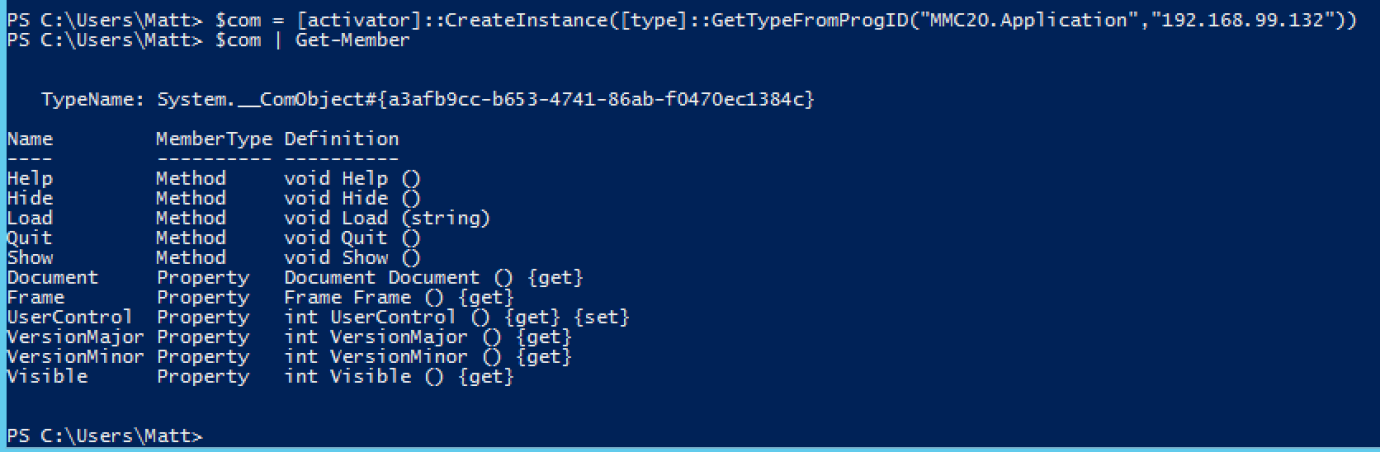 PS C:\Users\Matt> $com = [activator]::CreateInstance([type]::GetTypeFromProgID("MMC20.Application","192.168.99.132"))
PS C:\Users\Matt> $com | Get-Member
TypeName: System.__ComObject#{a3afb9cc-b653-4741-86ab-f0470ec1384c}
Name MemberType Definition
---- ---------- ----------
Help Method void Help ()
Hide Method void Hide ()
Load Method void Load (string)
Quit Method void Quit ()
Show Method void Show ()
Document Property Document Document () {get}
Frame Property Frame Frame () {get}
UserControl Property int UserControl () {get} {set}
VersionMajor Property int VersionMajor () {get}
VersionMinor Property int VersionMinor () {get}
Visible Property int Visible () {get}
PS C:\Users\Matt>